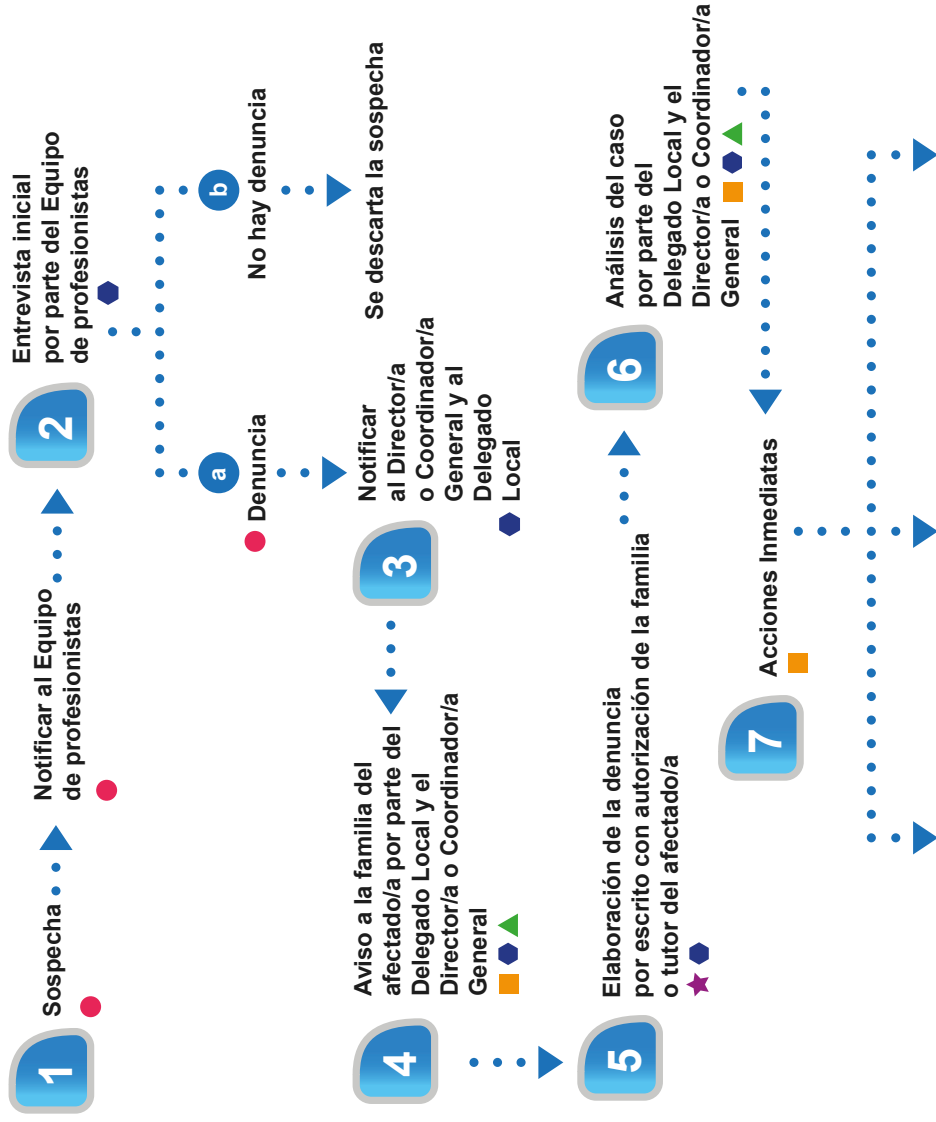 1
Sospecha
Notificar al Equipo
de profesionistas
2
Entrevista inicial
por parte del Equipo
de profesionistas
a
Denuncia
b
No hay denuncia
Se descarta la sospecha
3
Notificar
al Director/a
o Coordinador/a
General y al
Delegado
Local
4
Aviso a la familia del
afectado/a por parte del
Delegado Local y el
Director/a o Coordinador/a
General
5
Elaboración de la denuncia
por escrito con autorización de la familia
o tutor del afectado/a
6
Análisis del caso
por parte del
Delegado Local y el
Director/a o Coordinador/a
General
7
Acciones Inmediatas